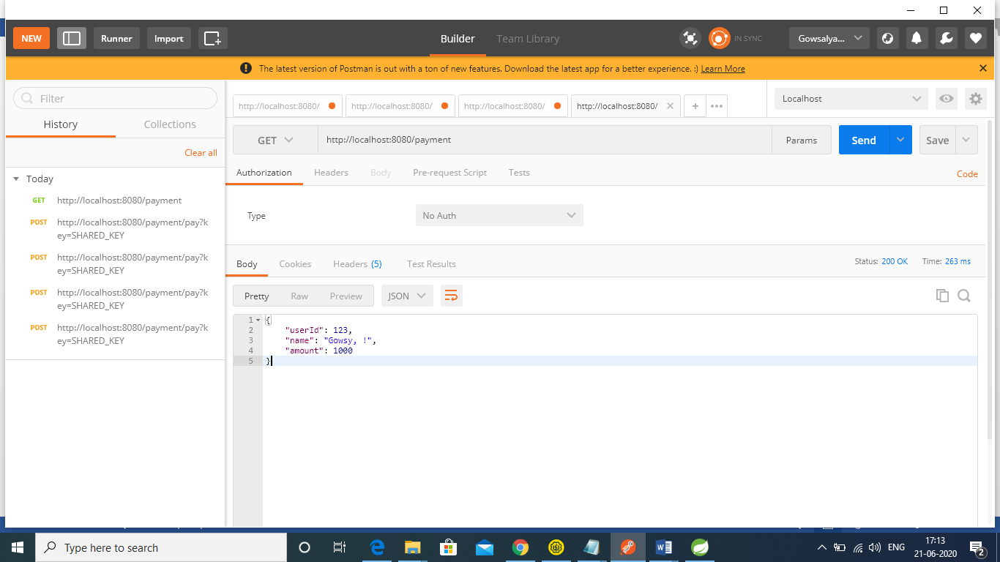 NEW
Runner
Import
Builder
Team Library
IN SYNC
Gowsalya...
The latest version of Postman is out with a ton of new features. Download the latest app for a better experience. :) Learn More
Filter
History
Collections
Clear all
Today
GET http://localhost:8080/payment
POST http://localhost:8080/payment/pay?k
ey=SHARED_KEY
POST http://localhost:8080/payment/pay?k
ey=SHARED_KEY
POST http://localhost:8080/payment/pay?k
ey=SHARED_KEY
POST http://localhost:8080/payment/pay?k
ey=SHARED_KEY
http://localhost:8080/
http://localhost:8080/
http://localhost:8080/
http://localhost:8080/
Localhost
GET
http://localhost:8080/payment
Params
Send
Save
Authorization
Headers
Body
Pre-request Script
Tests
Code
Type
No Auth
Body
Cookies
Headers (5)
Test Results
Status: 200 OK
Time: 263 ms
Pretty
Raw
Preview
JSON
1 {
2 "userId": 123,
3 "name": "Gowsy, !",
4 "amount": 1000
5 }
Type here to search
ENG
17:13
21-06-2020
2